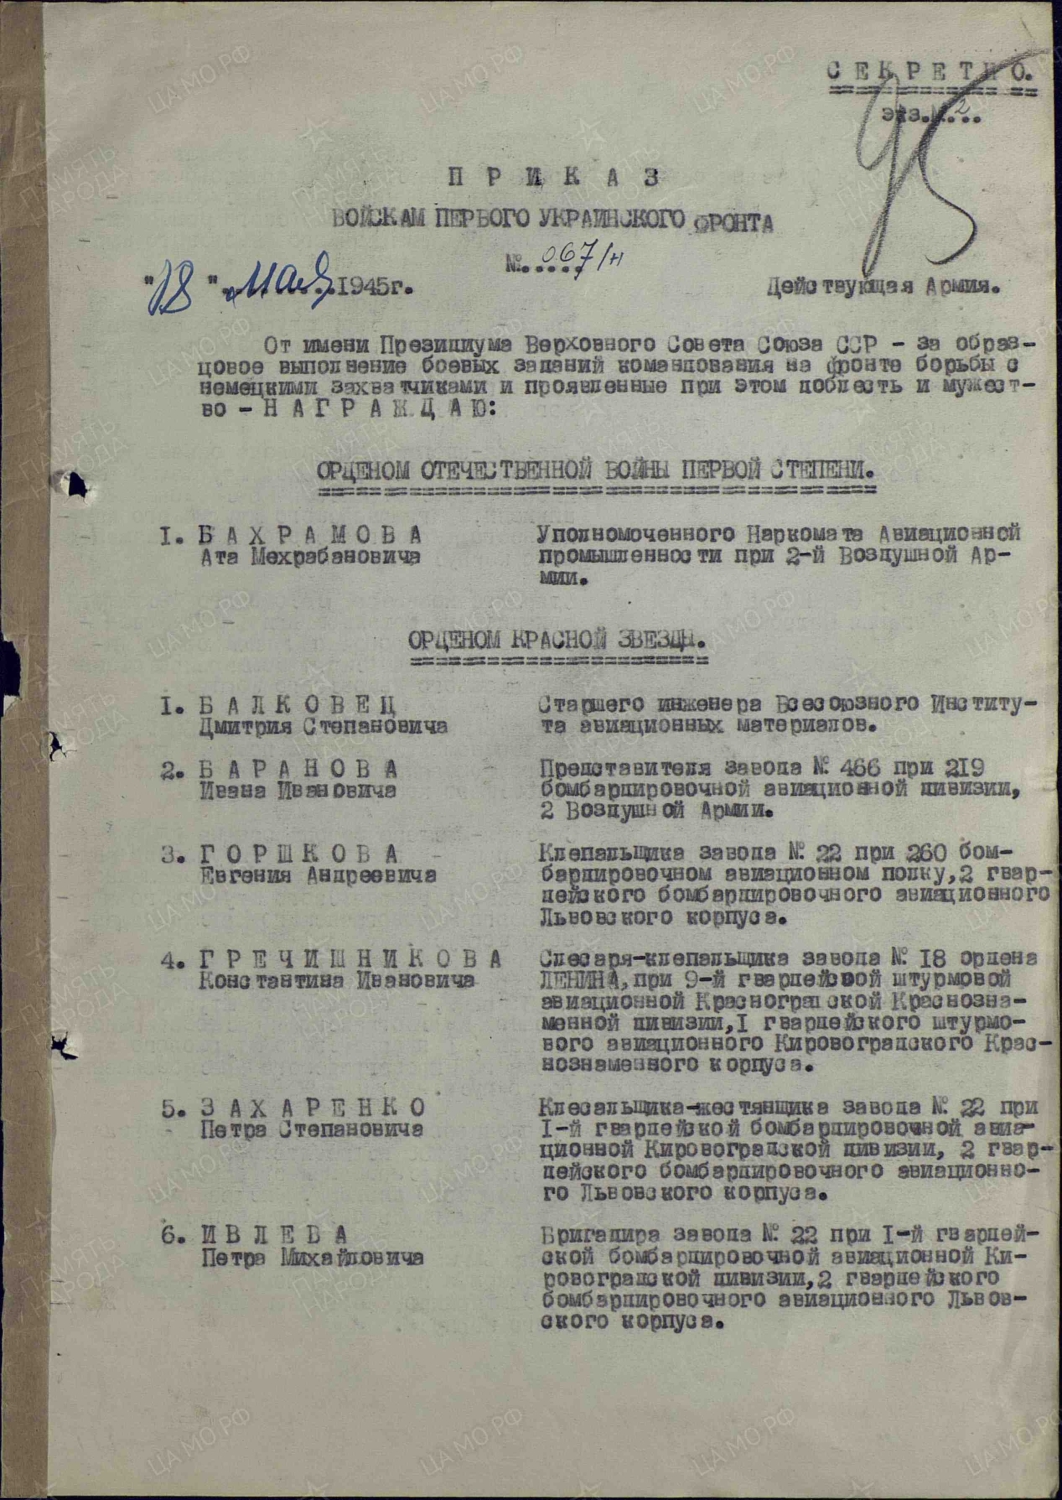 СЕКРЕТНО.
экз.№.2..
95
ПРИКАЗ
ВОЙСКАМ ПЕРВОГО УКРАИНСКОГО ФРОНТА
№ 067/н
"18" мая 1945г.
Действующая Армия.
От имени Президиума Верховного Совета Союза ССР - за образ-
цовое выполнение боевых заданий командования на фронте борьбы с
немецкими захватчиками и проявленные при этом доблесть и мужест-
во - НАГРАЖДАЮ:
ОРДЕНОМ ОТЕЧЕСТВЕННОЙ ВОЙНЫ ПЕРВОЙ СТЕПЕНИ.
1. БАХРАМОВА
Ата Мехрабановича
Уполномоченного Наркомата Авиационной
промышленности при 2-й Воздушной Ар-
мии.
ОРДЕНОМ КРАСНОЙ ЗВЕЗДЫ.
1. БАЛКОВЕЦ
Дмитрия Степановича
Старшего инженера Всесоюзного Институ-
та авиационных материалов.
2. БАРАНОВА
Ивана Ивановича
Представителя завода № 466 при 219
бомбардировочной авиационной дивизии,
2 Воздушной Армии.
3. ГОРШКОВА
Евгения Андреевича
Клепальщика завода № 22 при 260 бом-
бардировочном авиационном полку,2 гвар-
дейского бомбардировочного авиационного
Львовского корпуса.
4. ГРЕЧИШНИКОВА
Константина Ивановича
Слесаря-клепальщика завода № 18 ордена
ЛЕНИНА,при 9-й гвардейской штурмовой
авиационной Красноградской Краснозна-
менной дивизии,1 гвардейского штурмо-
вого авиационного Кировоградского Крас-
нознаменного корпуса.
5. ЗАХАРЕНКО
Петра Степановича
Клесальщика-жестянщика завода № 22 при
1-й гвардейской бомбардировочной авиа-
ционной Кировоградской дивизии, 2 гвар-
дейского бомбардировочного авиационно-
го Львовского корпуса.
6. ИВЛЕВА
Петра Михайловича
Бригадира завода № 22 при 1-й гвардей-
ской бомбардировочной авиационной Ки-
ровоградской дивизии,2 гвардейского
бомбардировочного авиационного Львов-
ского корпуса.